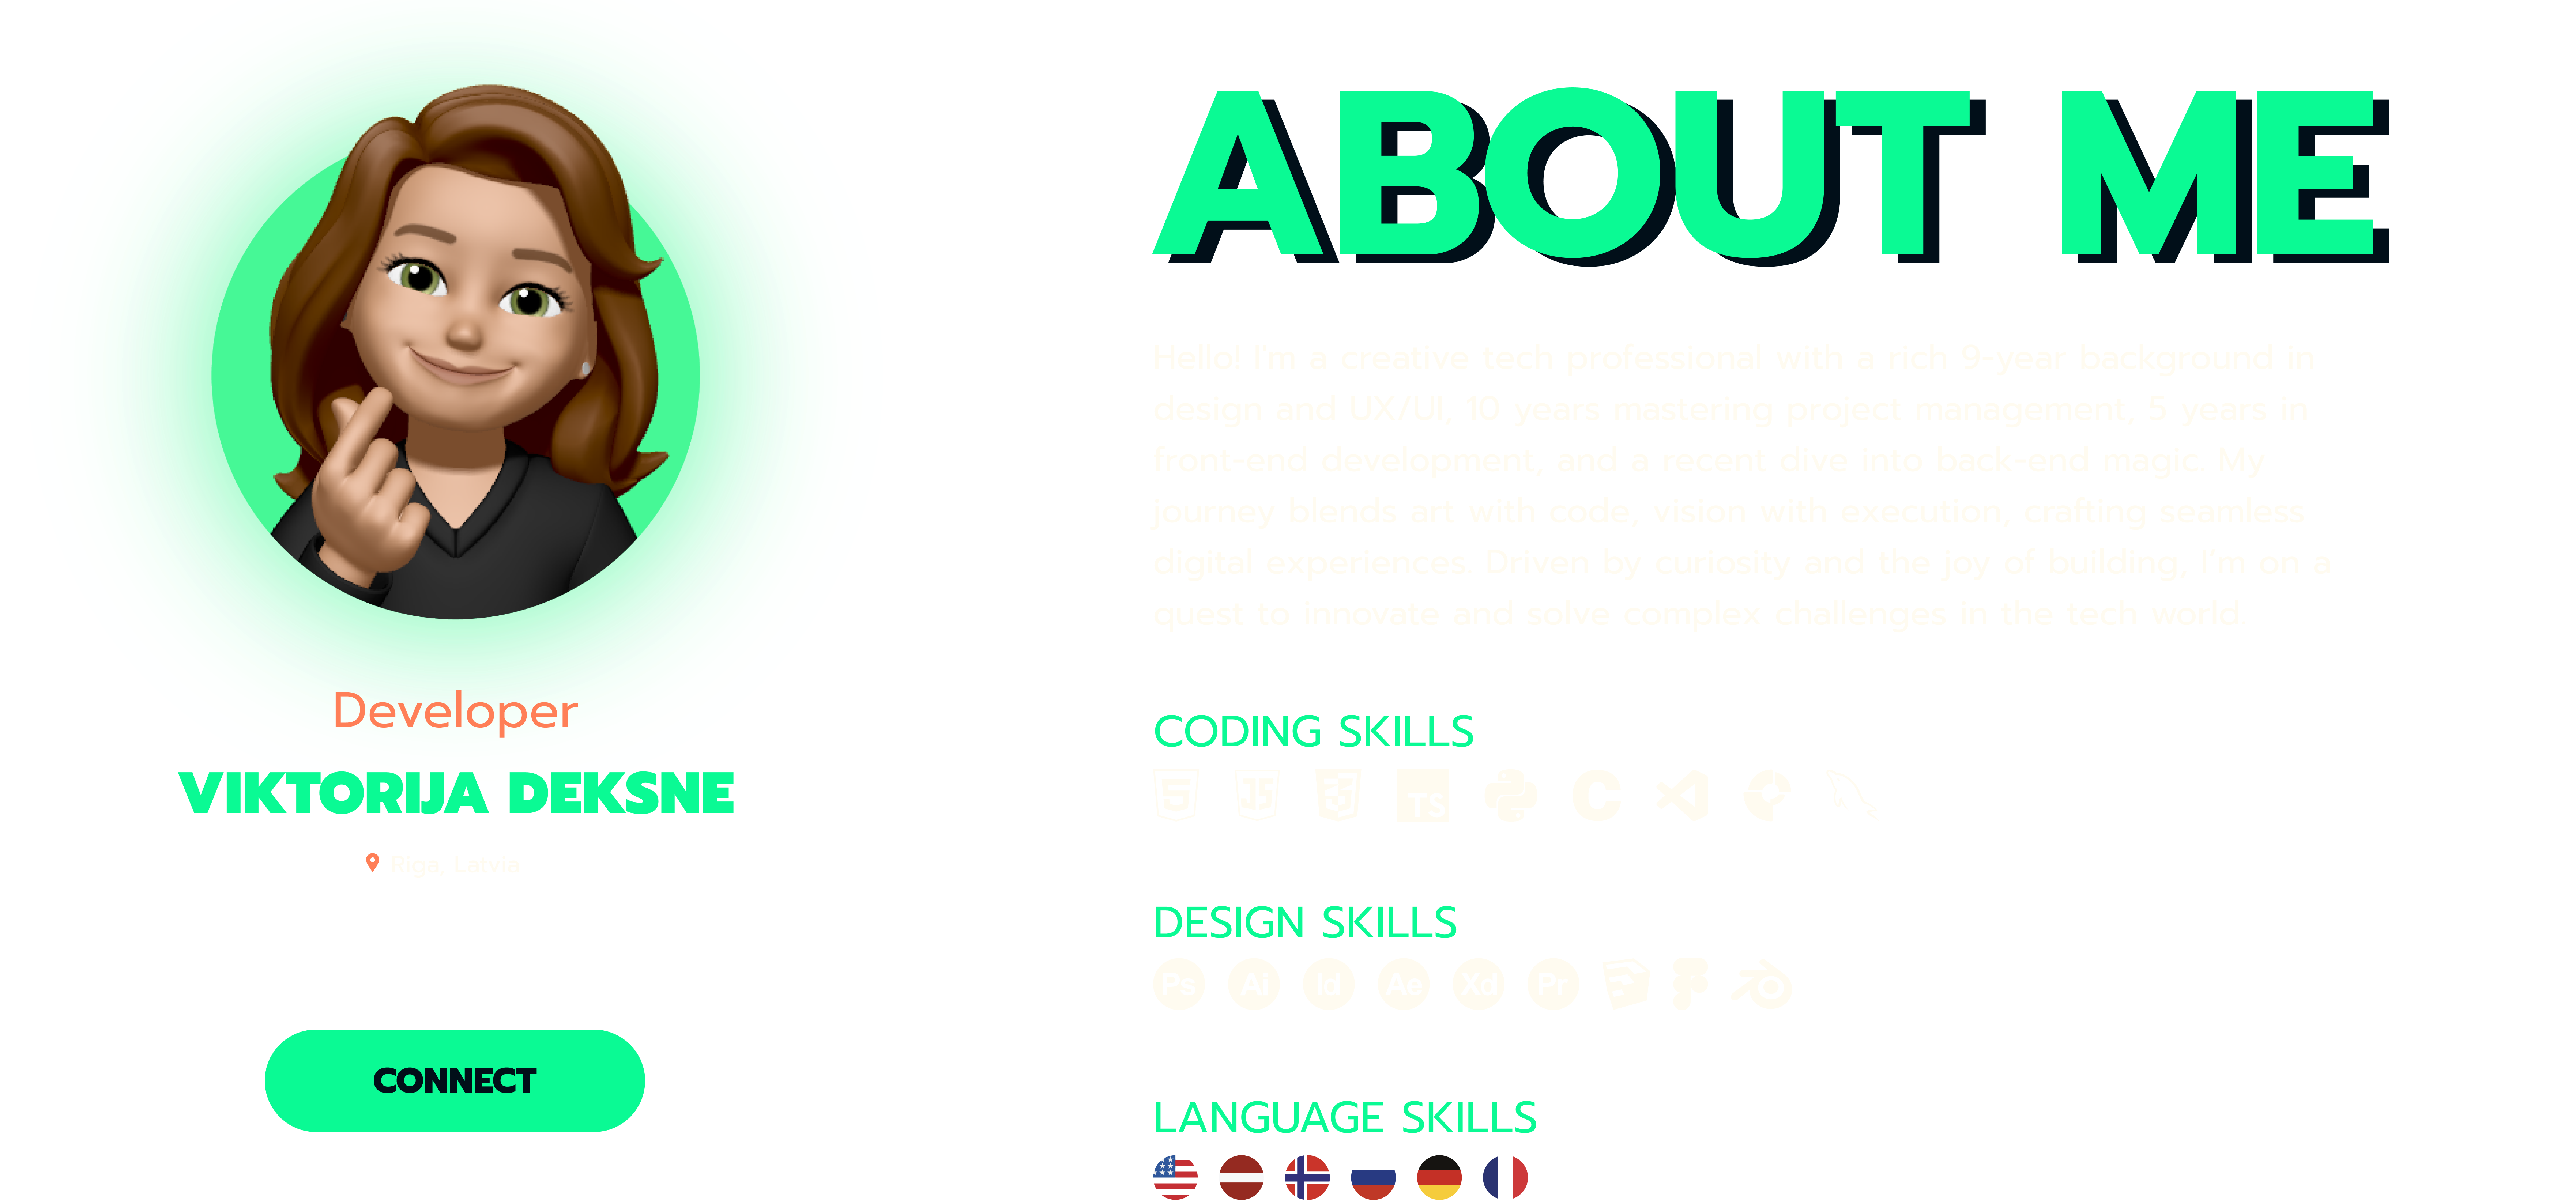 Developer
VIKTORIJA DEKSNE
Riga, Latvia
CONNECT
ABOUT ME
Hello! I'm a creative tech professional with a rich 9-year background in
design and UX/UI, 10 years mastering project management, 5 years in
front-end development, and a recent dive into back-end magic. My
journey blends art with code, vision with execution, crafting seamless
digital experiences. Driven by curiosity and the joy of building, I'm on a
quest to innovate and solve complex challenges in the tech world.
CODING SKILLS
JS TS C
DESIGN SKILLS
Ps Ai Id Ae Xd Pr
LANGUAGE SKILLS